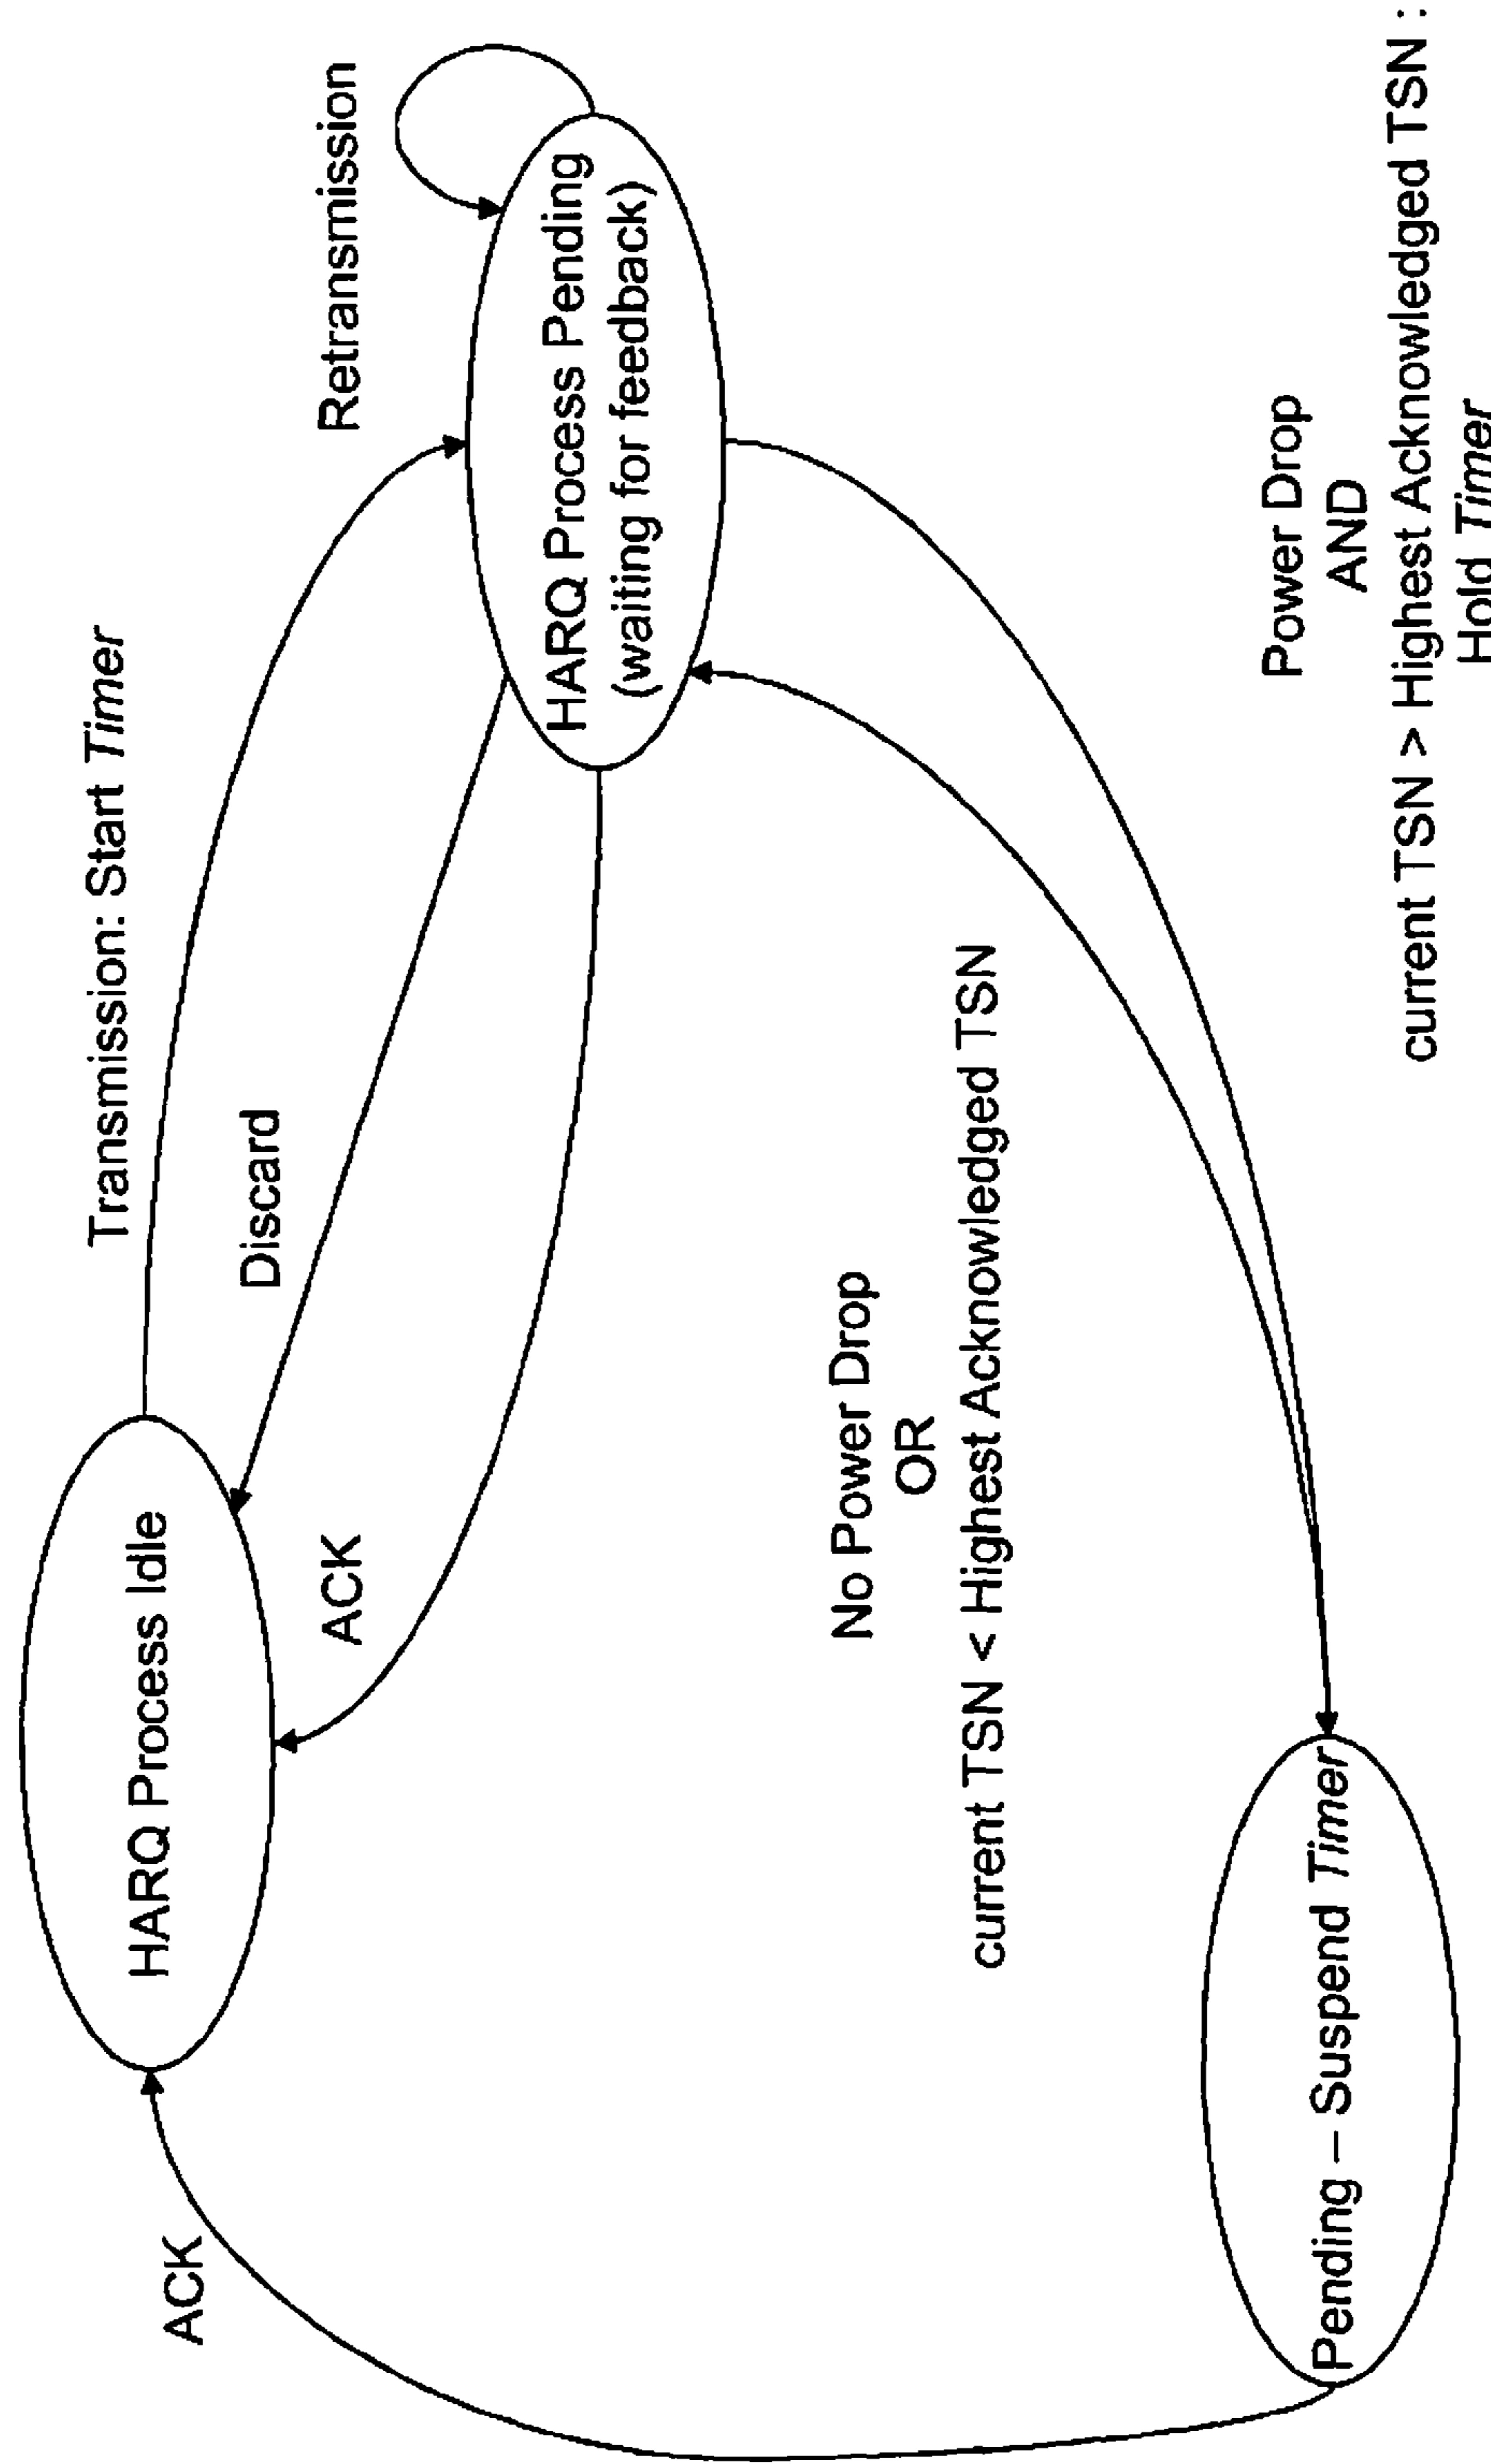 Transmission: Start Timer
Retransmission
HARQ Process Idle
Discard
ACK
ACK
HARQ Process Pending
(waiting for feedback)
No Power Drop
OR
current TSN < Highest Acknowledged TSN
Power Drop
AND
current TSN > Highest Acknowledged TSN :
Hold Timer
Pending – Suspend Timer